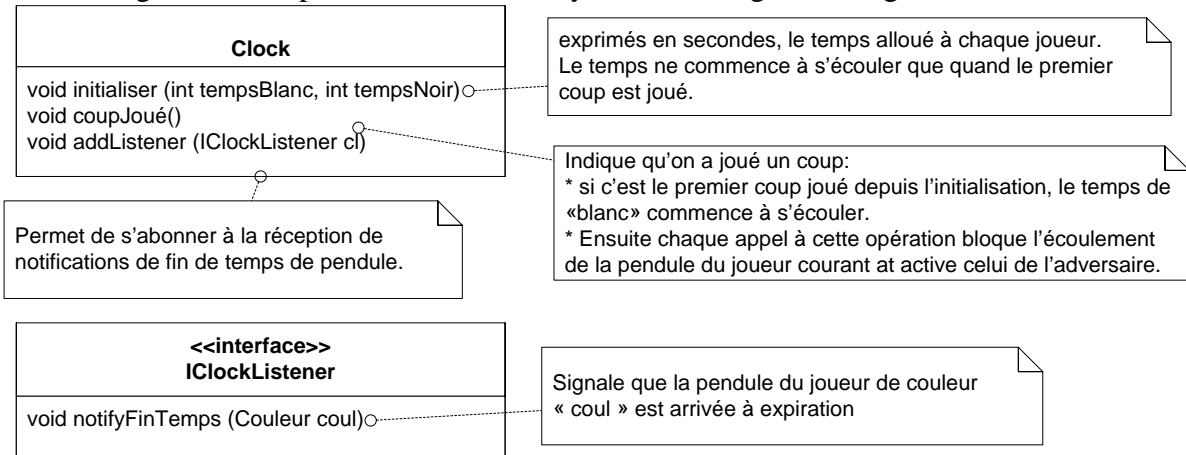 Clock
void initialiser (int tempsBlanc, int tempsNoir)
void coupJoué()
void addListener (IClockListener cl)
exprimés en secondes, le temps alloué à chaque joueur.
Le temps ne commence à s’écouler que quand le premier
coup est joué.
Indique qu’on a joué un coup:
* si c’est le premier coup joué depuis l’initialisation, le temps de
«blanc» commence à s’écouler.
* Ensuite chaque appel à cette opération bloque l’écoulement
de la pendule du joueur courant at active celui de l’adversaire.
Permet de s’abonner à la réception de
notifications de fin de temps de pendule.
<<interface>>
IClockListener
void notifyFinTemps (Couleur coul)
Signale que la pendule du joueur de couleur
« coul » est arrivée à expiration